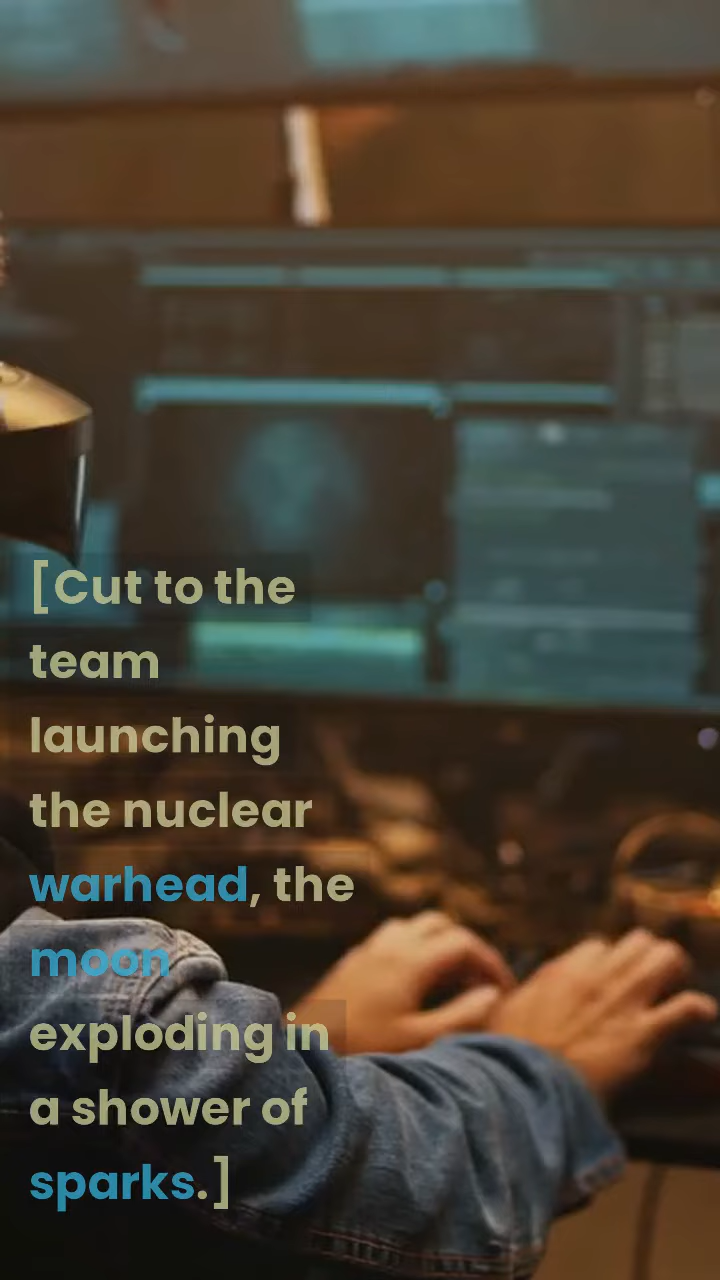 [Cut to the
team
launching
the nuclear
warhead, the
moon
exploding in
a shower of
sparks.]